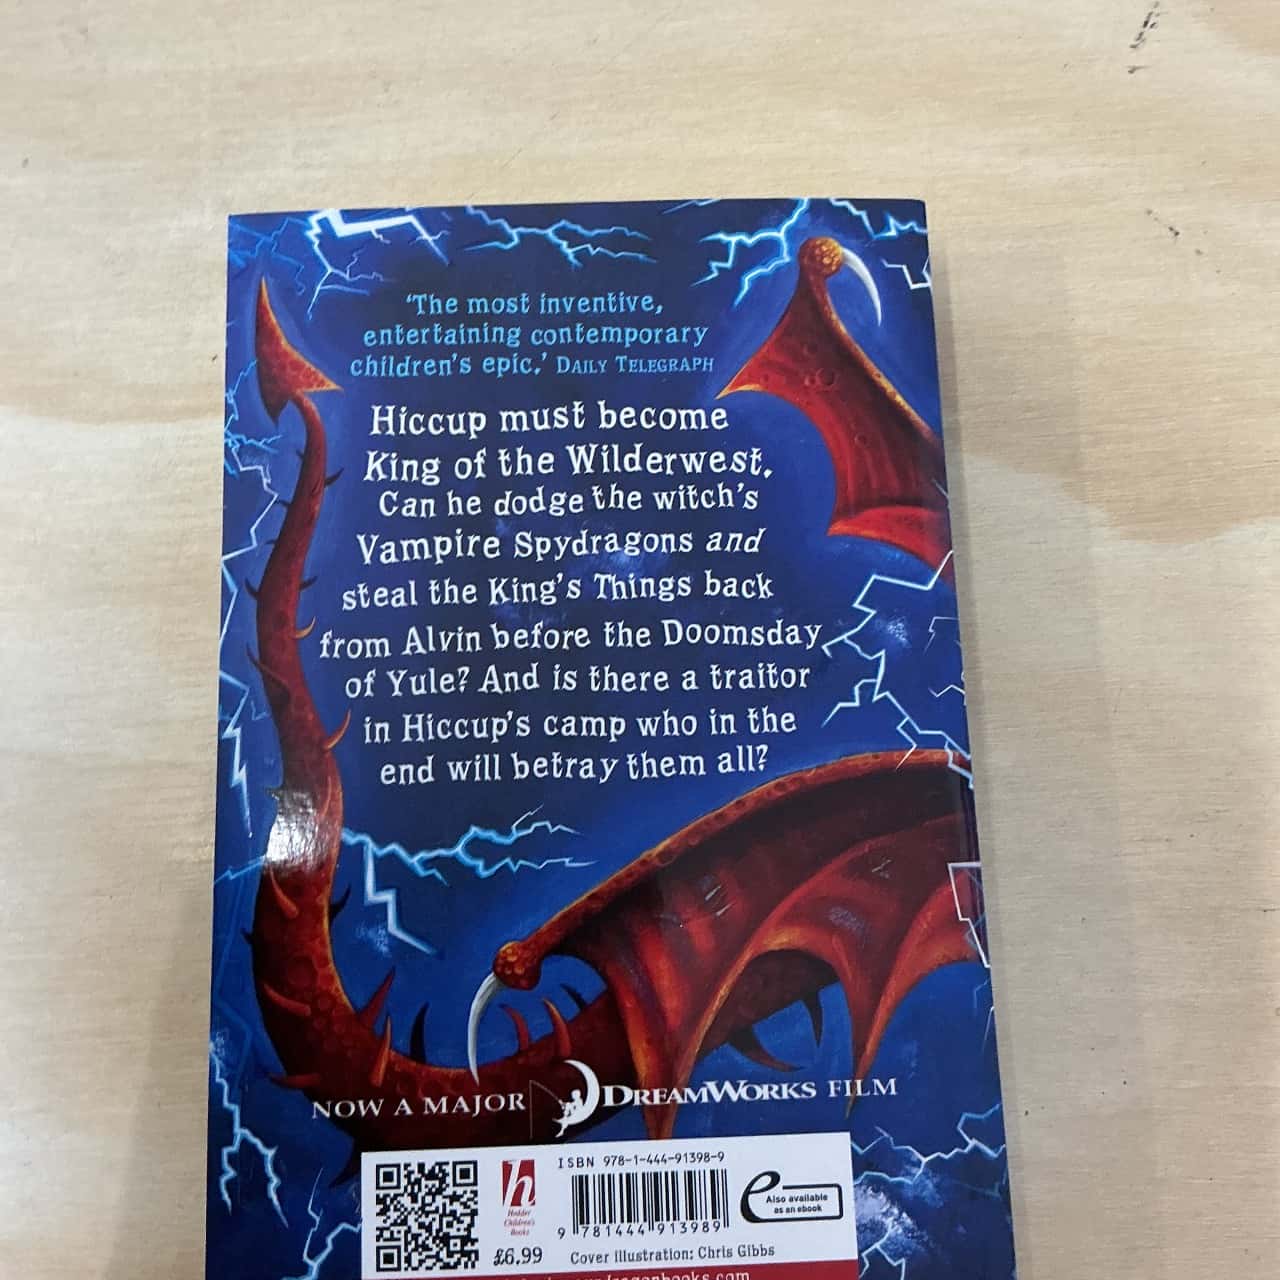 ‘The most inventive,
entertaining contemporary
children's epic.’ DAILY TELEGRAPH
Hiccup must become
King of the Wilderwest.
Can he dodge the witch's
Vampire Spydragons and
steal the King's Things back
from Alvin before the Doomsday
of Yule? And is there a traitor
in Hiccup's camp who in the
end will betray them all?
NOW A MAJOR DREAMWORKS FILM
ISBN 978-1-444-91398-9
h
Hodder
Children's
Books
e
Also available
as an ebook
9 781444 913989
£6.99
Cover illustration: Chris Gibbs